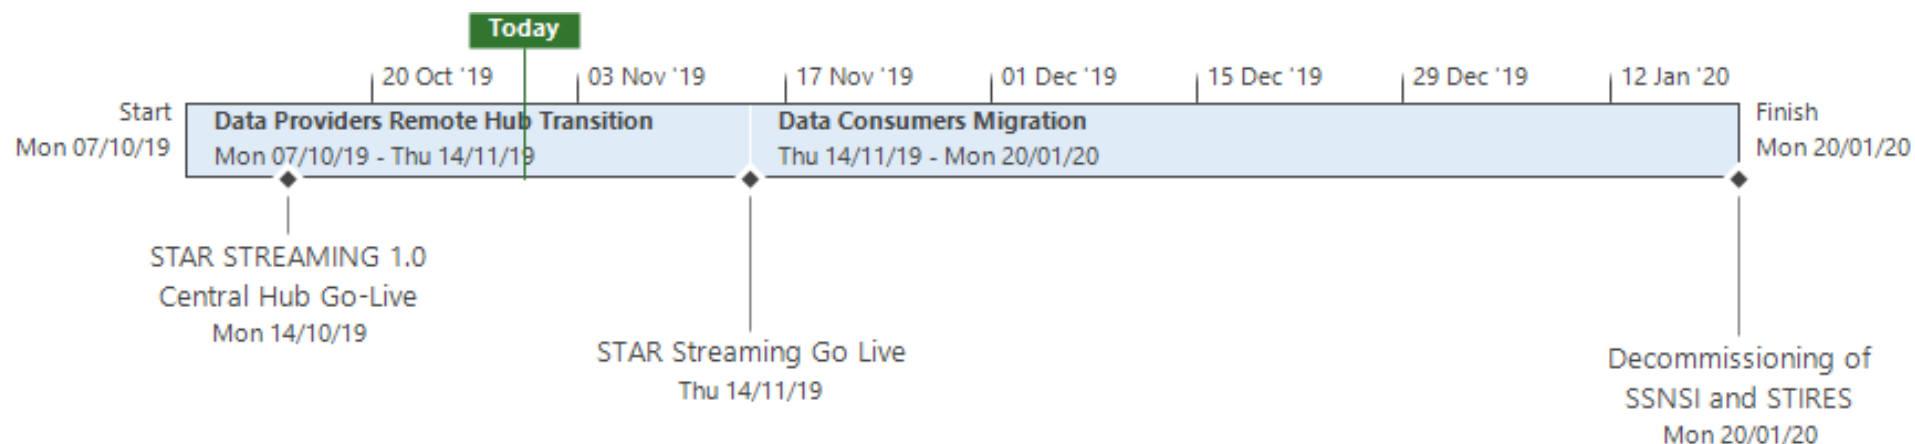 Today
20 Oct '19
03 Nov '19
17 Nov '19
01 Dec '19
15 Dec '19
29 Dec '19
12 Jan '20
Start
Mon 07/10/19
Data Providers Remote Hub Transition
Mon 07/10/19 - Thu 14/11/19
Data Consumers Migration
Thu 14/11/19 - Mon 20/01/20
Finish
Mon 20/01/20
STAR STREAMING 1.0
Central Hub Go-Live
Mon 14/10/19
STAR Streaming Go Live
Thu 14/11/19
Decommissioning of
SSNSI and STIRES
Mon 20/01/20